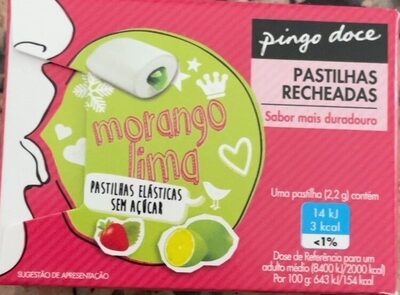 pingo doce
PASTILHAS
RECHEADAS
Sabor mais duradouro
morango
lima
PASTILHAS ELÁSTICAS
SEM AÇÚCAR
Uma pastilha (2,2 g) contém
14 kJ
3 kcal
<1%
Dose de Referência para um
adulto médio (8400 kJ/2000 kcal)
Por 100 g: 643 kJ/154 kcal
SUGESTÃO DE APRESENTAÇÃO